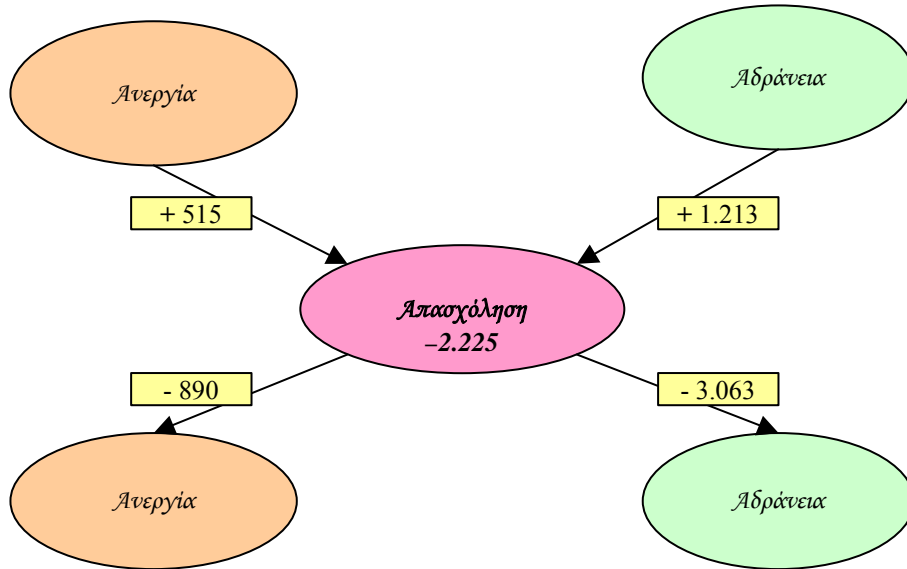 Ανεργία
Αδράνεια
+ 515
+ 1.213
Απασχόληση
–2.225
- 890
- 3.063
Ανεργία
Αδράνεια